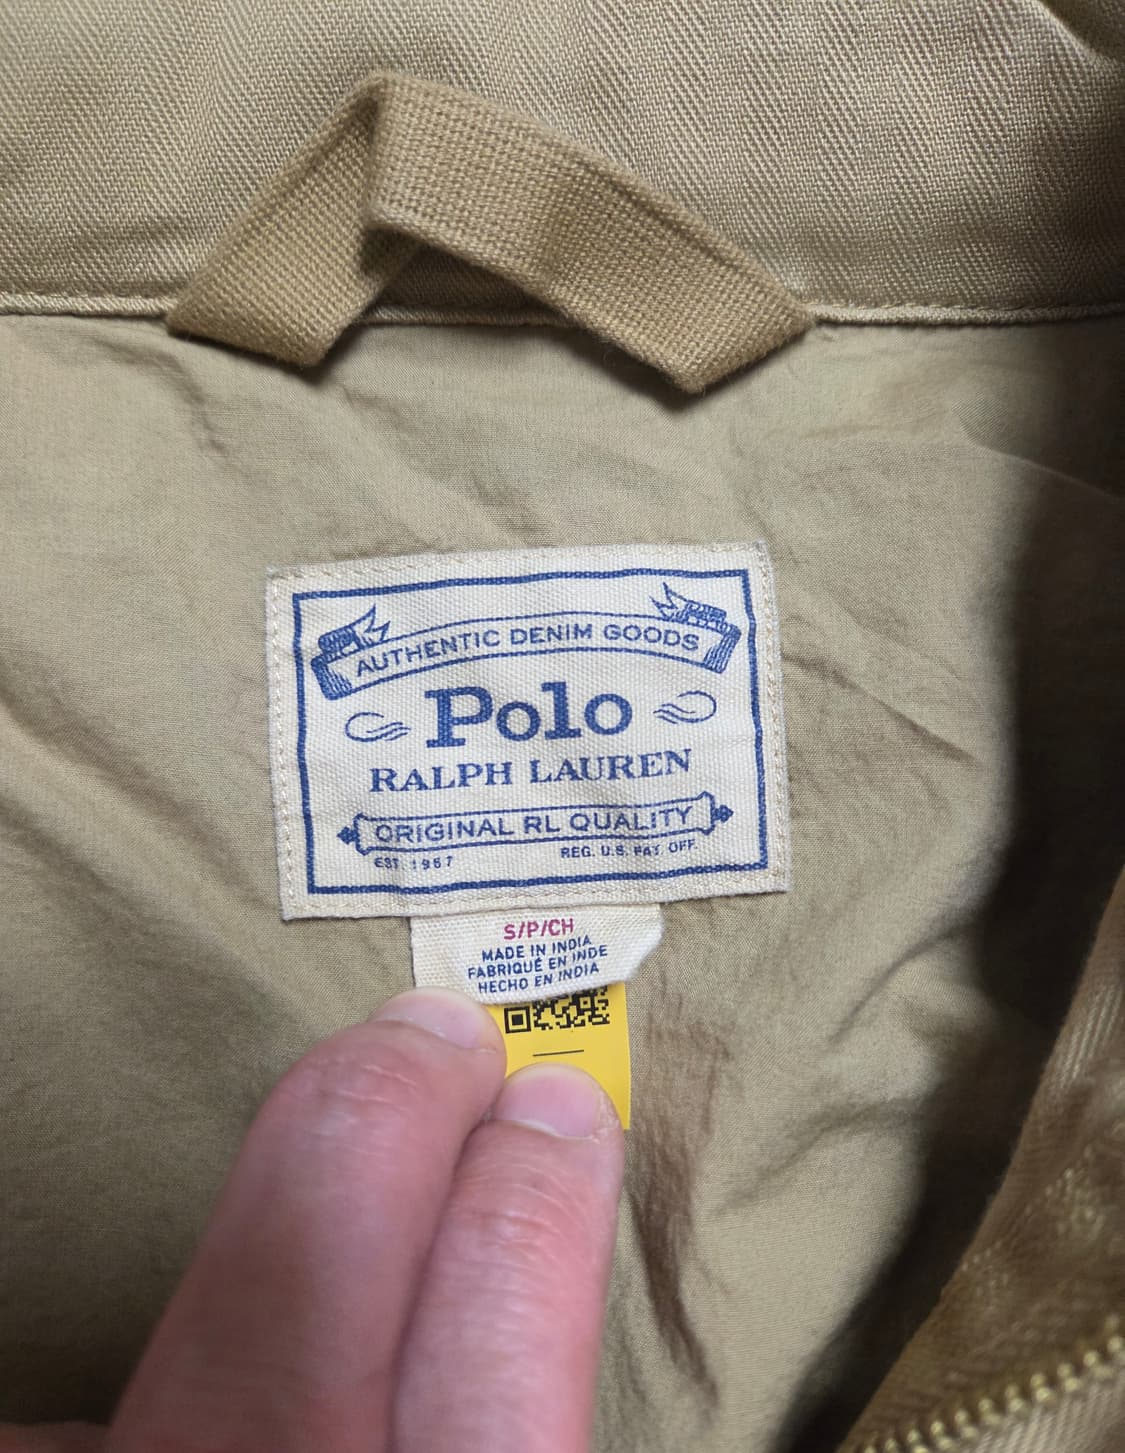 AUTHENTIC DENIM GOODS
Polo
RALPH LAUREN
ORIGINAL RL QUALITY
EST. 1967
REG. U.S. PAT. OFF.
S/P/CH
MADE IN INDIA
FABRIQUÉ EN INDE
HECHO EN INDIA